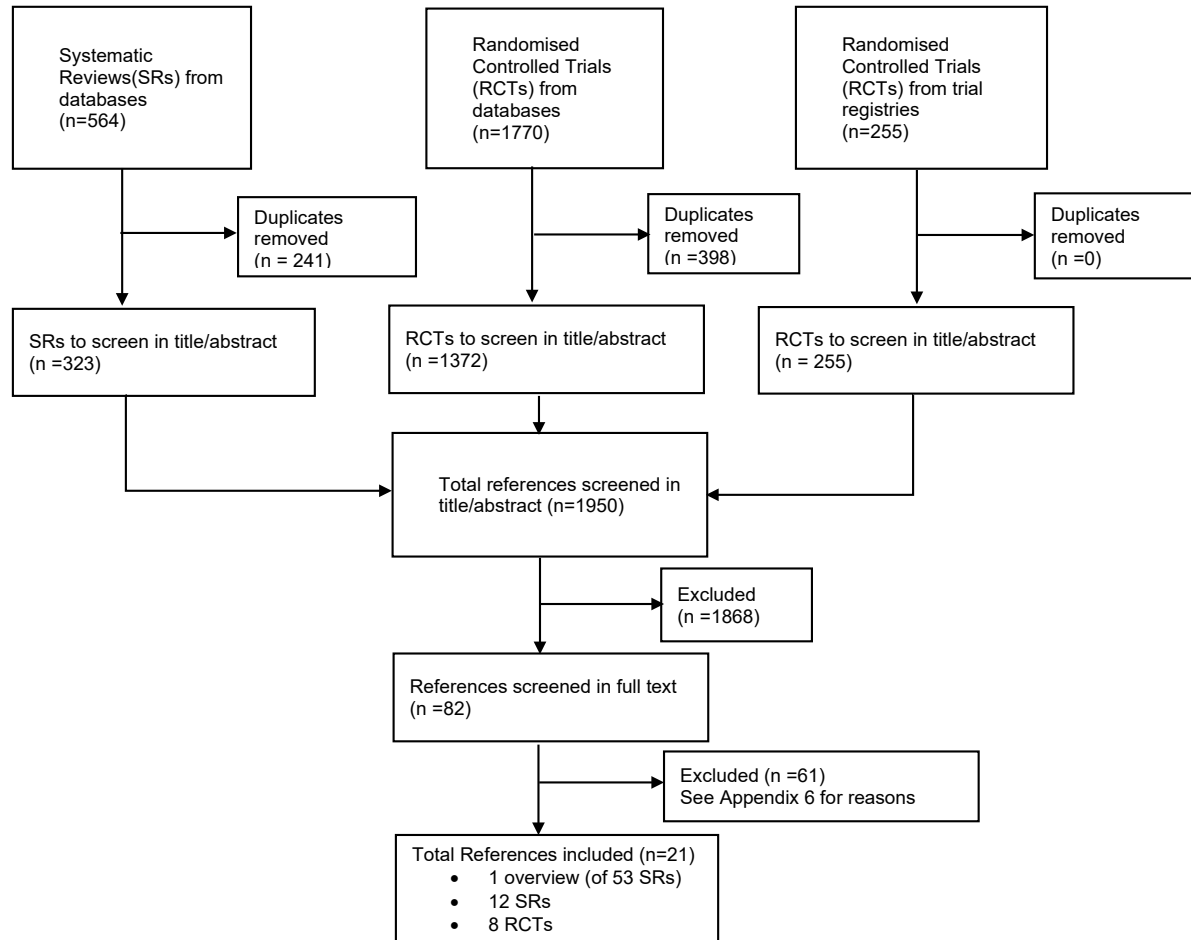 Systematic
Reviews(SRs) from
databases
(n=564)
Randomised
Controlled Trials
(RCTs) from
databases
(n=1770)
Randomised
Controlled Trials
(RCTs) from trial
registries
(n=255)
Duplicates
removed
(n = 241)
Duplicates
removed
(n =398)
Duplicates
removed
(n =0)
SRs to screen in title/abstract
(n =323)
RCTs to screen in title/abstract
(n =1372)
RCTs to screen in title/abstract
(n = 255)
Total references screened in
title/abstract (n=1950)
Excluded
(n =1868)
References screened in full text
(n =82)
Excluded (n =61)
See Appendix 6 for reasons
Total References included (n=21)
• 1 overview (of 53 SRs)
• 12 SRs
• 8 RCTs